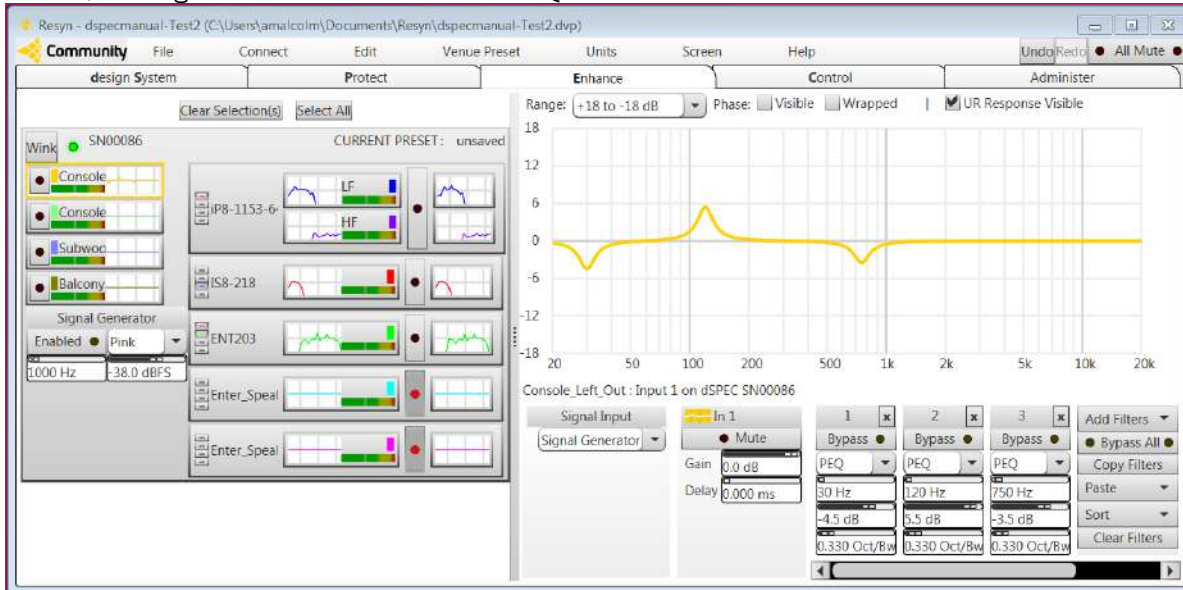 Resyn - dspecmanual-Test2 (C:\Users\amalcolm\Documents\Resyn\dspecmanual-Test2.dvp)
Community File Connect Edit Venue Preset Units Screen Help Undo Redo All Mute
design System Protect Enhance Control Administer
Clear Selection(s) Select All
Wink SN00086 CURRENT PRESET: unsaved
Console
Console
Subwoo
Balcony
Signal Generator
Enabled Pink
1000 Hz -38.0 dBFS
iP8-1153-6
LF
HF
IS8-218
ENT203
Enter_Speal
Enter_Speal
Range: +18 to -18 dB Phase: Visible Wrapped | UR Response Visible
18
12
6
0
-6
-12
-18
20 50 100 200 500 1k 2k 5k 10k 20k
Console_Left_Out : Input 1 on dSPEC SN00086
Signal Input
Signal Generator
In 1
Mute
Gain 0.0 dB
Delay 0.000 ms
1 x 2 x 3 x
Bypass Bypass Bypass
PEQ PEQ PEQ
30 Hz 120 Hz 750 Hz
-4.5 dB 5.5 dB -3.5 dB
0.330 Oct/Bw 0.330 Oct/Bw 0.330 Oct/Bw
Add Filters
Bypass All
Copy Filters
Paste
Sort
Clear Filters